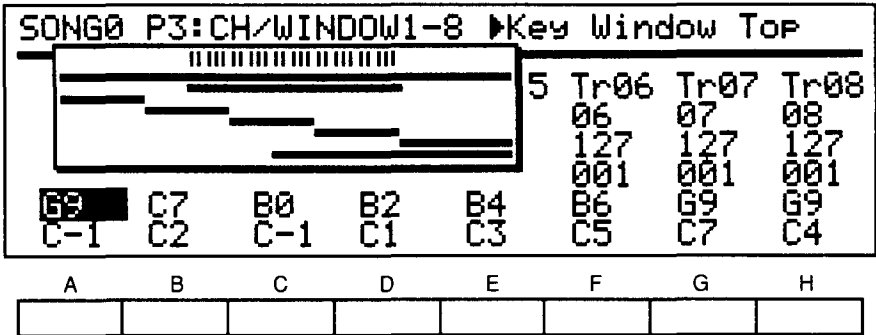 SONG0 P3:CH/WINDOW1-8 ▶Key Window Top
5 Tr06 Tr07 Tr08
06 07 08
127 127 127
001 001 001
G9 C7 B0 B2 B4 B6 G9 G9
C-1 C2 C-1 C1 C3 C5 C7 C4
A B C D E F G H